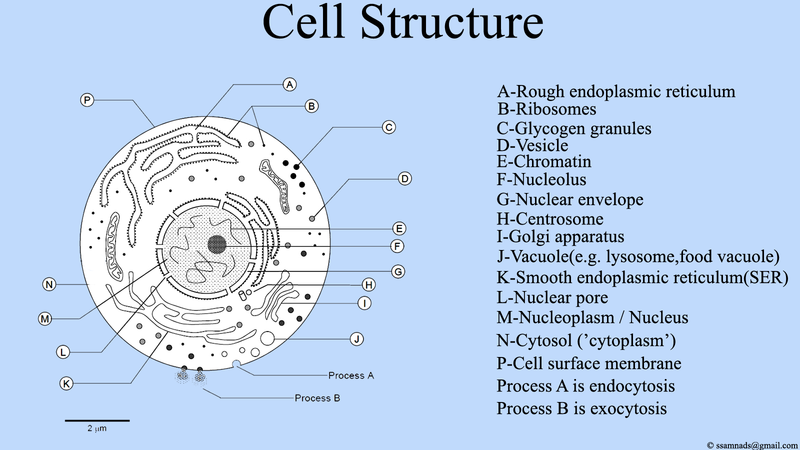 Cell Structure
A
P
B
C
D
E
F
G
N
H
I
M
J
L
K
Process A
Process B
2 µm
A-Rough endoplasmic reticulum
B-Ribosomes
C-Glycogen granules
D-Vesicle
E-Chromatin
F-Nucleolus
G-Nuclear envelope
H-Centrosome
I-Golgi apparatus
J-Vacuole(e.g. lysosome,food vacuole)
K-Smooth endoplasmic reticulum(SER)
L-Nuclear pore
M-Nucleoplasm / Nucleus
N-Cytosol (’cytoplasm’)
P-Cell surface membrane
Process A is endocytosis
Process B is exocytosis
© ssamnads@gmail.com